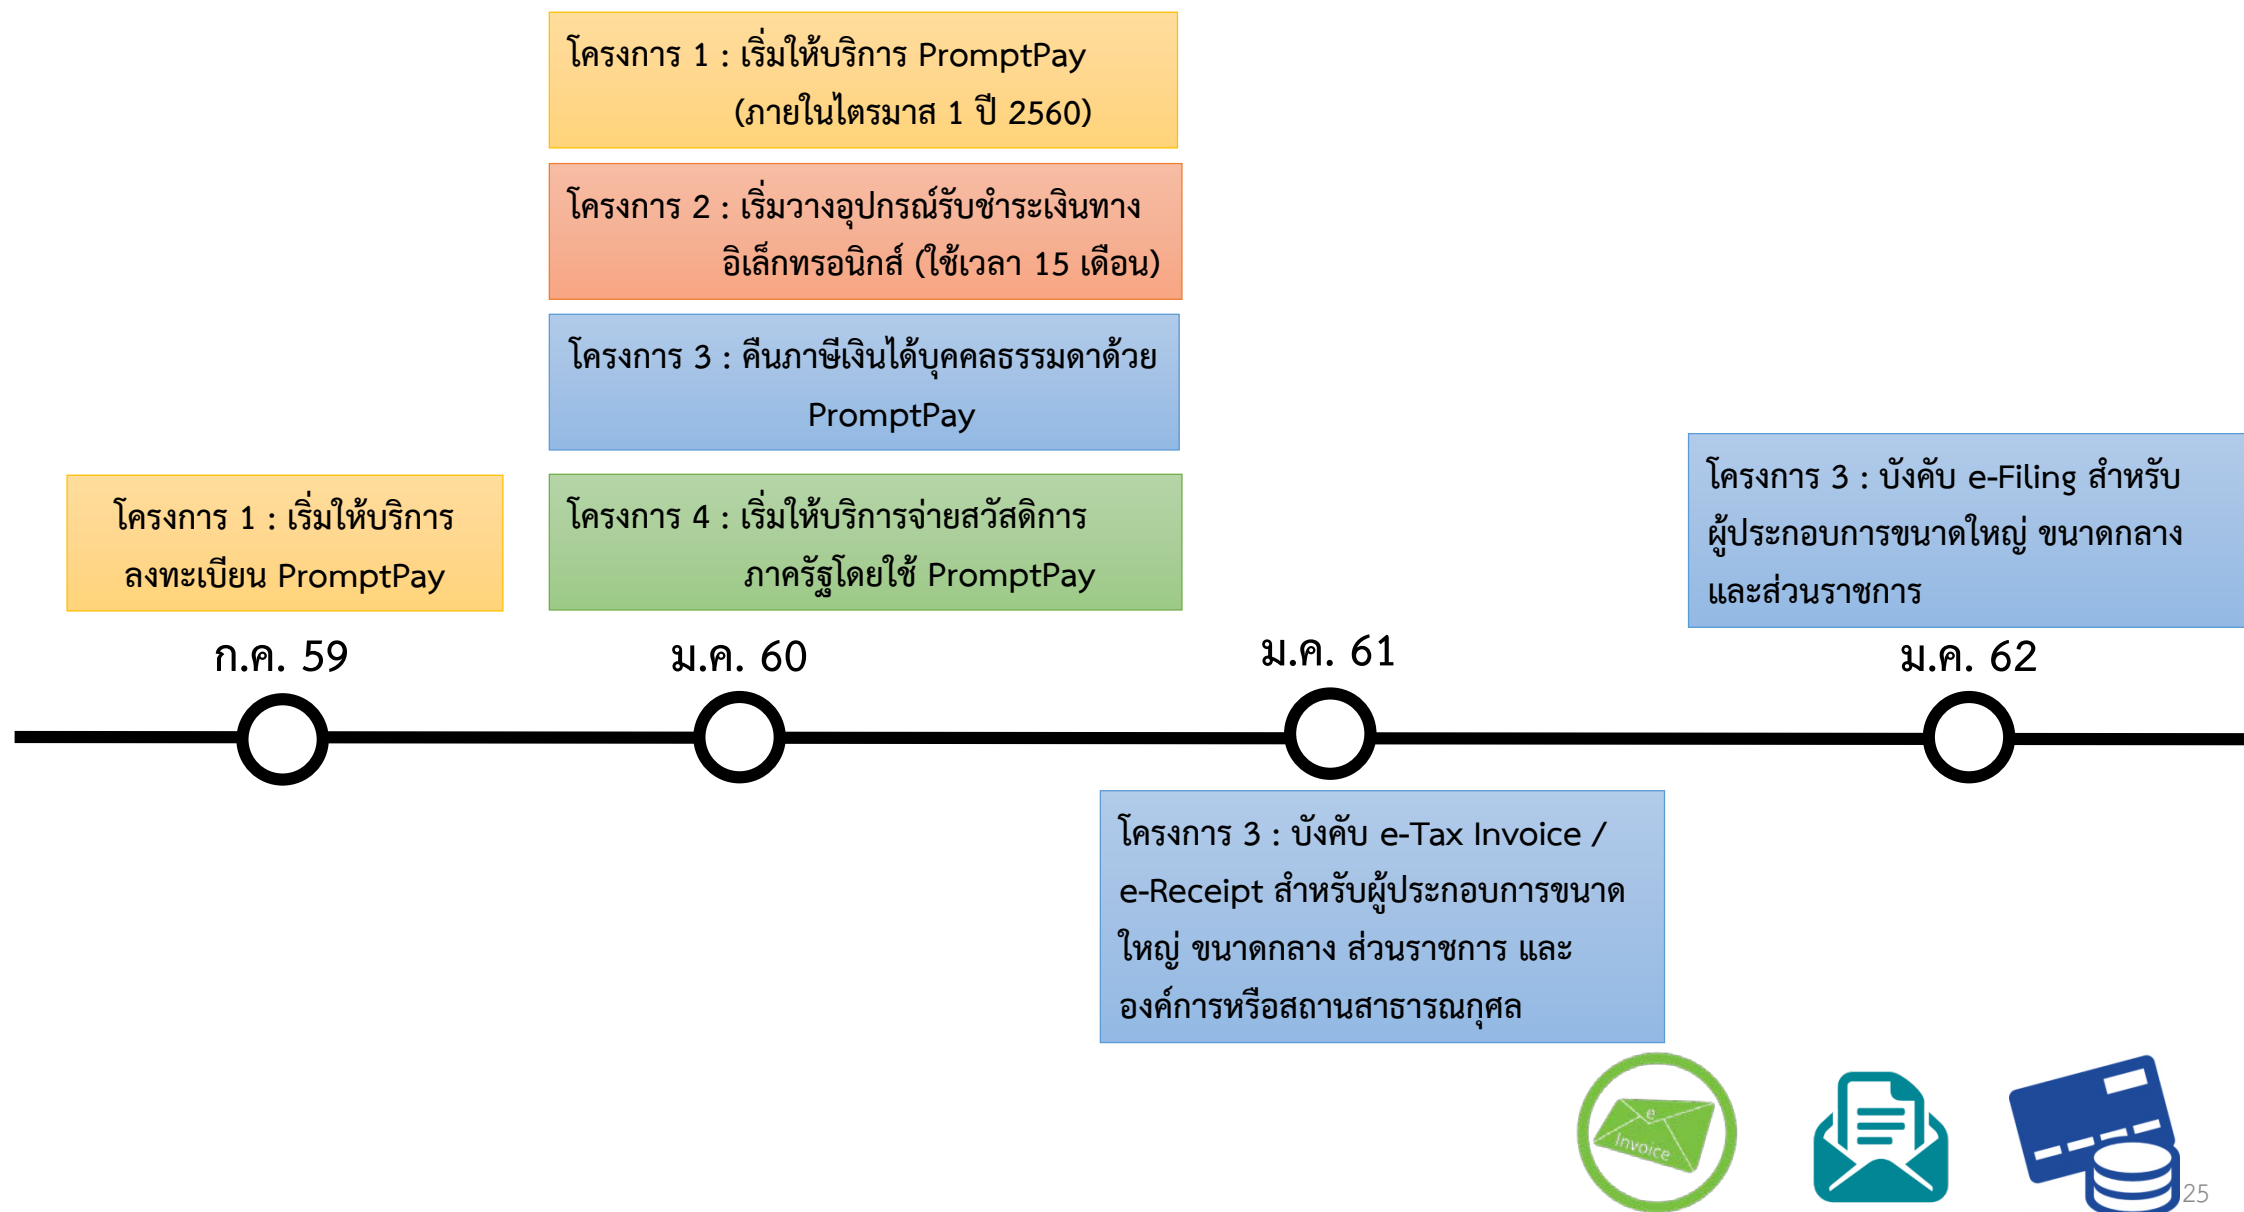 โครงการ 1 : เริ่มให้บริการ PromptPay
(ภายในไตรมาส 1 ปี 2560)
โครงการ 2 : เริ่มวางอุปกรณ์รับชำระเงินทาง
อิเล็กทรอนิกส์ (ใช้เวลา 15 เดือน)
โครงการ 3 : คืนภาษีเงินได้บุคคลธรรมดาด้วย
PromptPay
โครงการ 1 : เริ่มให้บริการ
ลงทะเบียน PromptPay
โครงการ 4 : เริ่มให้บริการจ่ายสวัสดิการ
ภาครัฐโดยใช้ PromptPay
โครงการ 3 : บังคับ e-Filing สำหรับ
ผู้ประกอบการขนาดใหญ่ ขนาดกลาง
และส่วนราชการ
ก.ค. 59
ม.ค. 60
ม.ค. 61
ม.ค. 62
โครงการ 3 : บังคับ e-Tax Invoice /
e-Receipt สำหรับผู้ประกอบการขนาด
ใหญ่ ขนาดกลาง ส่วนราชการ และ
องค์การหรือสถานสาธารณกุศล
e
Invoice
25